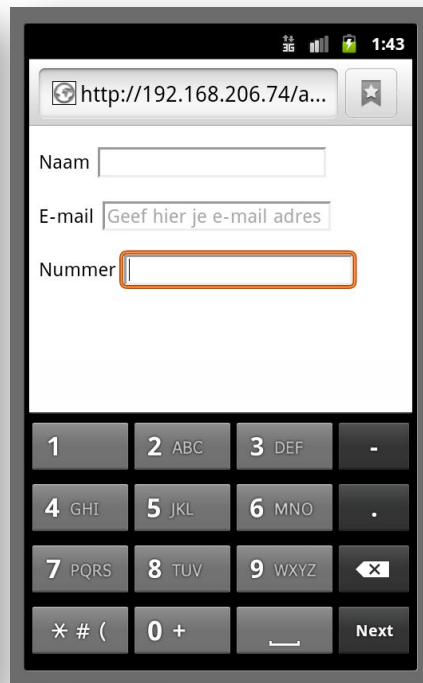 3G 1:43
http://192.168.206.74/a...
Naam
E-mail Geef hier je e-mail adres
Nummer
1 2 ABC 3 DEF -
4 GHI 5 JKL 6 MNO .
7 PQRS 8 TUV 9 WXYZ
* # ( 0 + Next